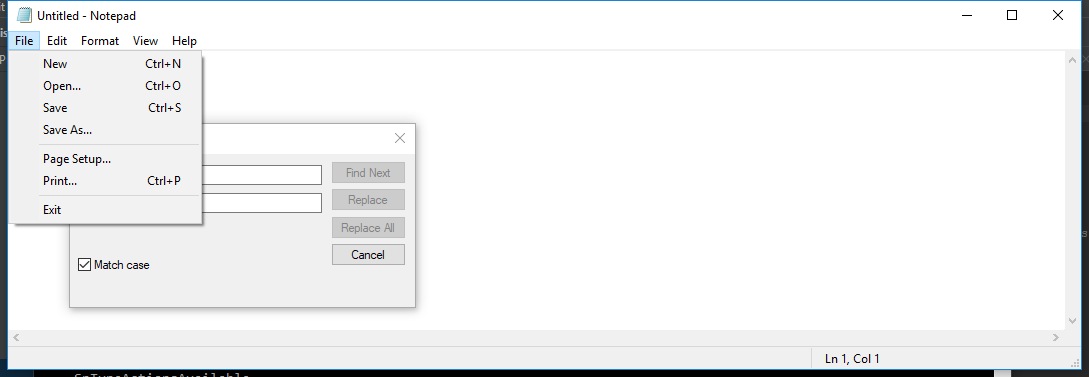 Untitled - Notepad
File Edit Format View Help
New Ctrl+N
Open... Ctrl+O
Save Ctrl+S
Save As...
Page Setup...
Print... Ctrl+P
Exit
Find Next
Replace
Replace All
Cancel
Match case
Ln 1, Col 1